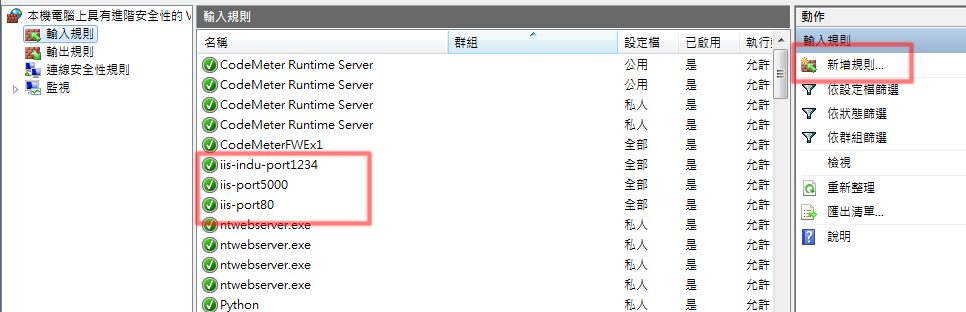 本機電腦上具有進階安全性的 V
輸入規則
輸出規則
連線安全性規則
監視
輸入規則
名稱 群組 設定檔 已啟用 執行
CodeMeter Runtime Server 公用 是 允許
CodeMeter Runtime Server 公用 是 允許
CodeMeter Runtime Server 私人 是 允許
CodeMeter Runtime Server 私人 是 允許
CodeMeterFWEx1 全部 是 允許
iis-indu-port1234 全部 是 允許
iis-port5000 全部 是 允許
iis-port80 全部 是 允許
ntwebserver.exe 私人 是 允許
ntwebserver.exe 私人 是 允許
ntwebserver.exe 私人 是 允許
ntwebserver.exe 私人 是 允許
Python 私人 是 允許
動作
輸入規則
新增規則...
依設定檔篩選
依狀態篩選
依群組篩選
檢視
重新整理
匯出清單...
說明